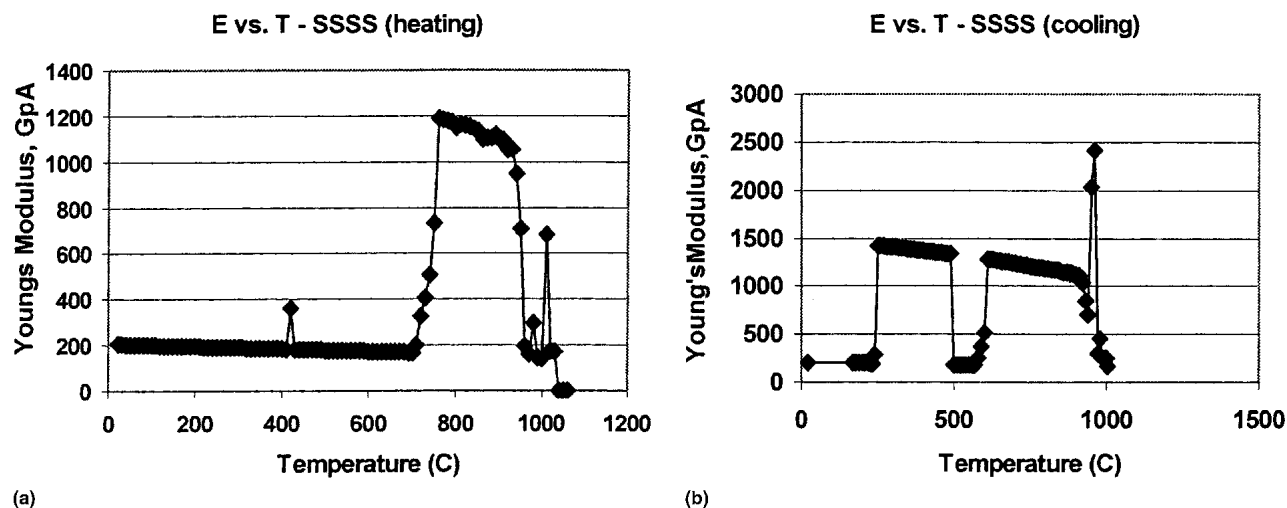 E vs. T - SSSS (heating)
Youngs Modulus, GpA
1400
1200
1000
800
600
400
200
0
0 200 400 600 800 1000 1200
Temperature (C)
(a)
E vs. T - SSSS (cooling)
Young'sModulus,GpA
3000
2500
2000
1500
1000
500
0
0 500 1000 1500
Temperature (C)
(b)